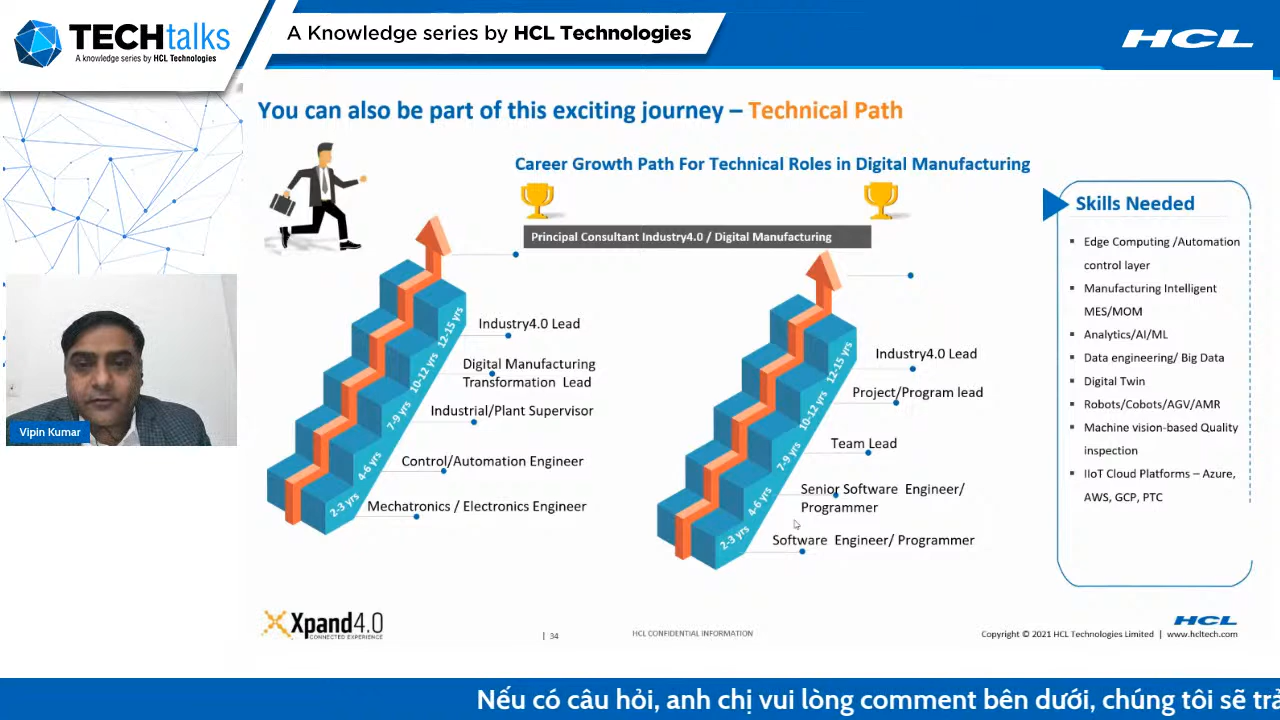 TECHtalks
A knowledge series by HCL Technologies
A Knowledge series by HCL Technologies
HCL
You can also be part of this exciting journey – Technical Path
Career Growth Path For Technical Roles in Digital Manufacturing
Principal Consultant Industry4.0 / Digital Manufacturing
12-15 yrs
Industry4.0 Lead
10-12 yrs
Digital Manufacturing
Transformation Lead
7-9 yrs
Industrial/Plant Supervisor
4-6 yrs
Control/Automation Engineer
2-3 yrs
Mechatronics / Electronics Engineer
12-15 yrs
Industry4.0 Lead
10-12 yrs
Project/Program lead
7-9 yrs
Team Lead
4-6 yrs
Senior Software Engineer/
Programmer
2-3 yrs
Software Engineer/ Programmer
Skills Needed
▪ Edge Computing /Automation
control layer
▪ Manufacturing Intelligent
MES/MOM
▪ Analytics/AI/ML
▪ Data engineering/ Big Data
▪ Digital Twin
▪ Robots/Cobots/AGV/AMR
▪ Machine vision-based Quality
inspection
▪ IIoT Cloud Platforms – Azure,
AWS, GCP, PTC
Vipin Kumar
Xpand4.0
CONNECTED EXPERIENCE
| 34
HCL CONFIDENTIAL INFORMATION
HCL
Copyright © 2021 HCL Technologies Limited | www.hcltech.com
Nếu có câu hỏi, anh chị vui lòng comment bên dưới, chúng tôi sẽ trả